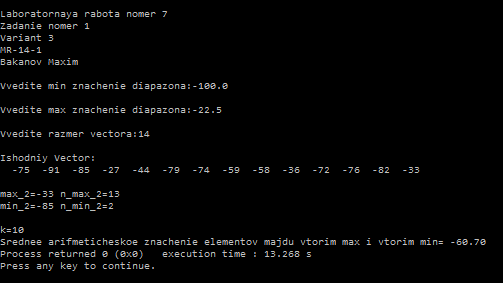 Laboratornaya rabota nomer 7
Zadanie nomer 1
Variant 3
MR-14-1
Bakanov Maxim
Vvedite min znachenie diapazona:-100.0
Vvedite max znachenie diapazona:-22.5
Vvedite razmer vectora:14
Ishodniy Vector:
-75 -91 -85 -27 -44 -79 -74 -59 -58 -36 -72 -76 -82 -33
max_2=-33 n_max_2=13
min_2=-85 n_min_2=2
k=10
Srednee arifmeticheskoe znachenie elementov majdu vtorim max i vtorim min= -60.70
Process returned 0 (0x0) execution time : 13.268 s
Press any key to continue.